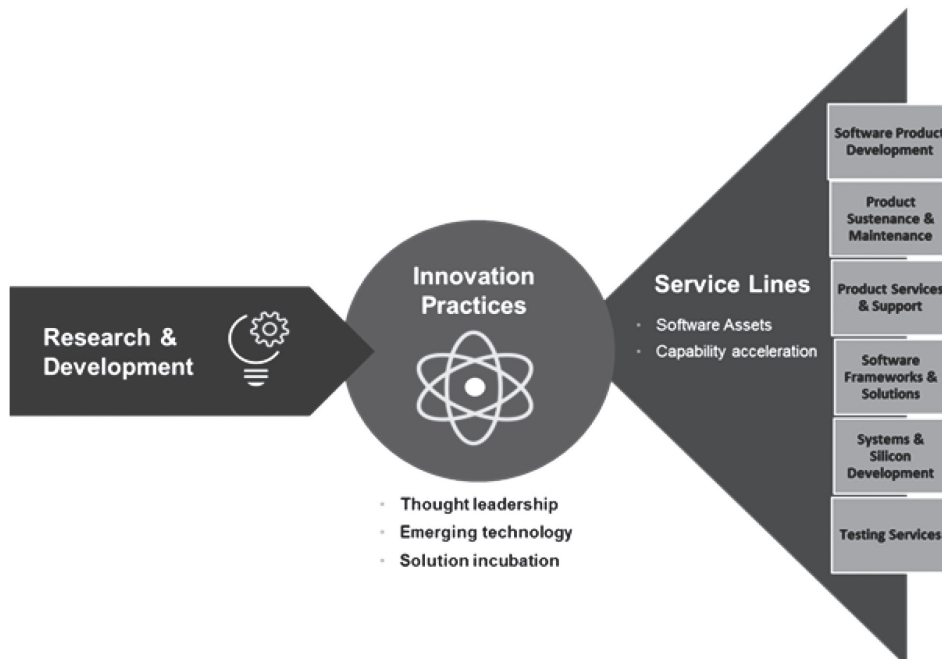 Research &
Development
Innovation
Practices
Thought leadership
Emerging technology
Solution incubation
Service Lines
Software Assets
Capability acceleration
Software Product
Development
Product
Sustenance &
Maintenance
Product Services
& Support
Software
Frameworks &
Solutions
Systems &
Silicon
Development
Testing Services